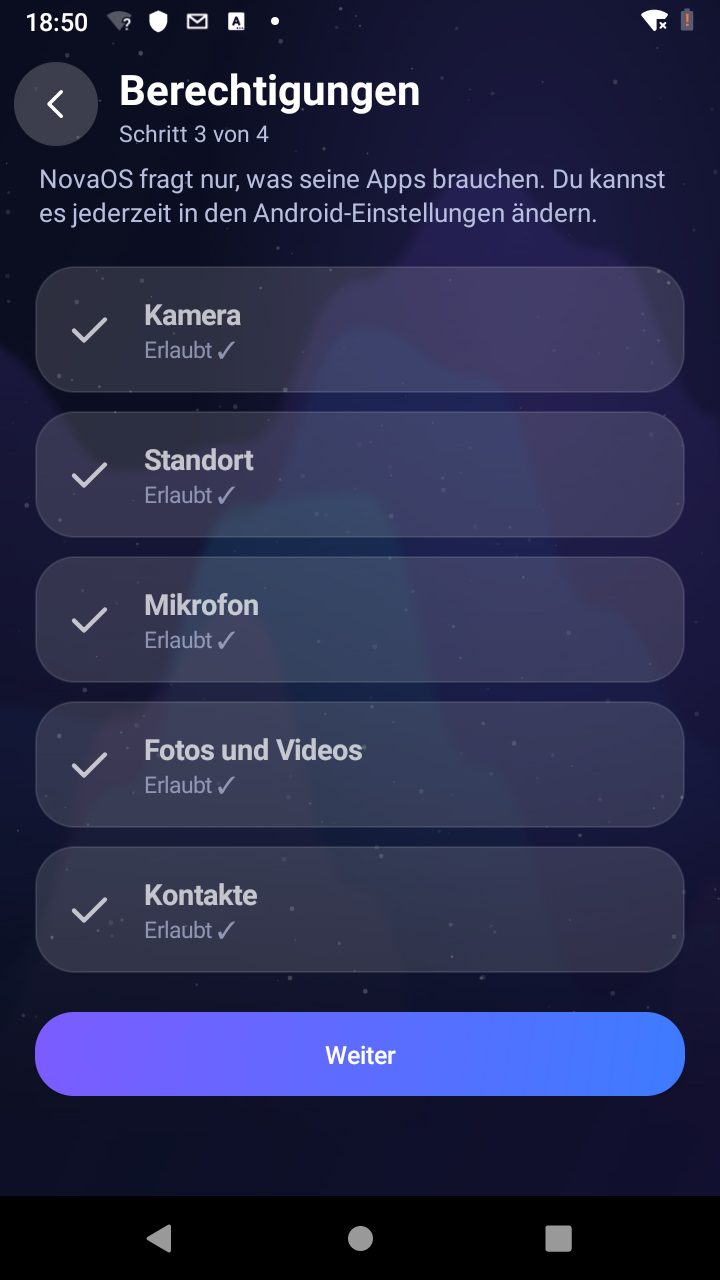 18:50
Berechtigungen
Schritt 3 von 4
NovaOS fragt nur, was seine Apps brauchen. Du kannst
es jederzeit in den Android-Einstellungen ändern.
Kamera
Erlaubt ✓
Standort
Erlaubt ✓
Mikrofon
Erlaubt ✓
Fotos und Videos
Erlaubt ✓
Kontakte
Erlaubt ✓
Weiter